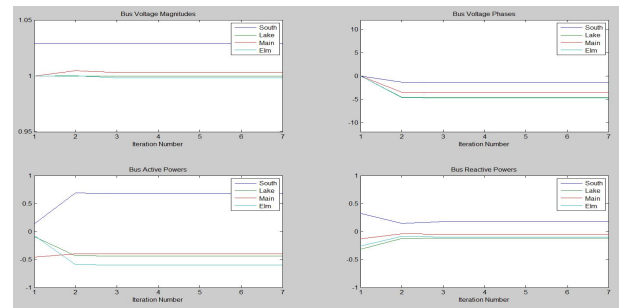 Bus Voltage Magnitudes
1.05
1
0.95
1 2 3 4 5 6 7
Iteration Number
South
Lake
Main
Elm
Bus Voltage Phases
10
5
0
-5
-10
1 2 3 4 5 6 7
Iteration Number
South
Lake
Main
Elm
Bus Active Powers
1
0.5
0
-0.5
-1
1 2 3 4 5 6 7
Iteration Number
South
Lake
Main
Elm
Bus Reactive Powers
1
0.5
0
-0.5
-1
1 2 3 4 5 6 7
Iteration Number
South
Lake
Main
Elm